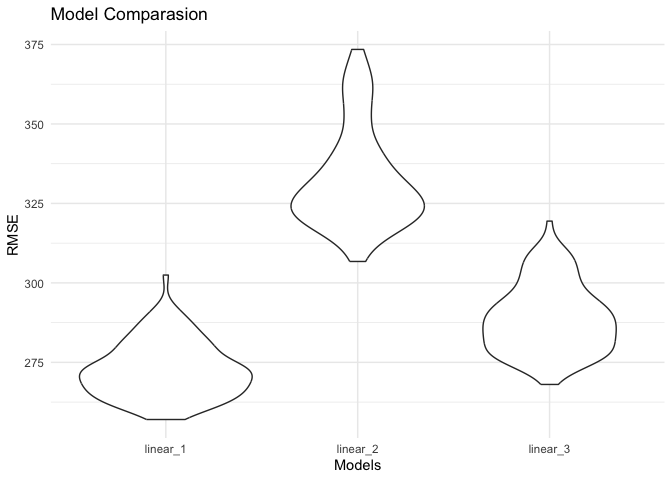 Model Comparasion
375
350
325
300
275
RMSE
linear_1
linear_2
linear_3
Models